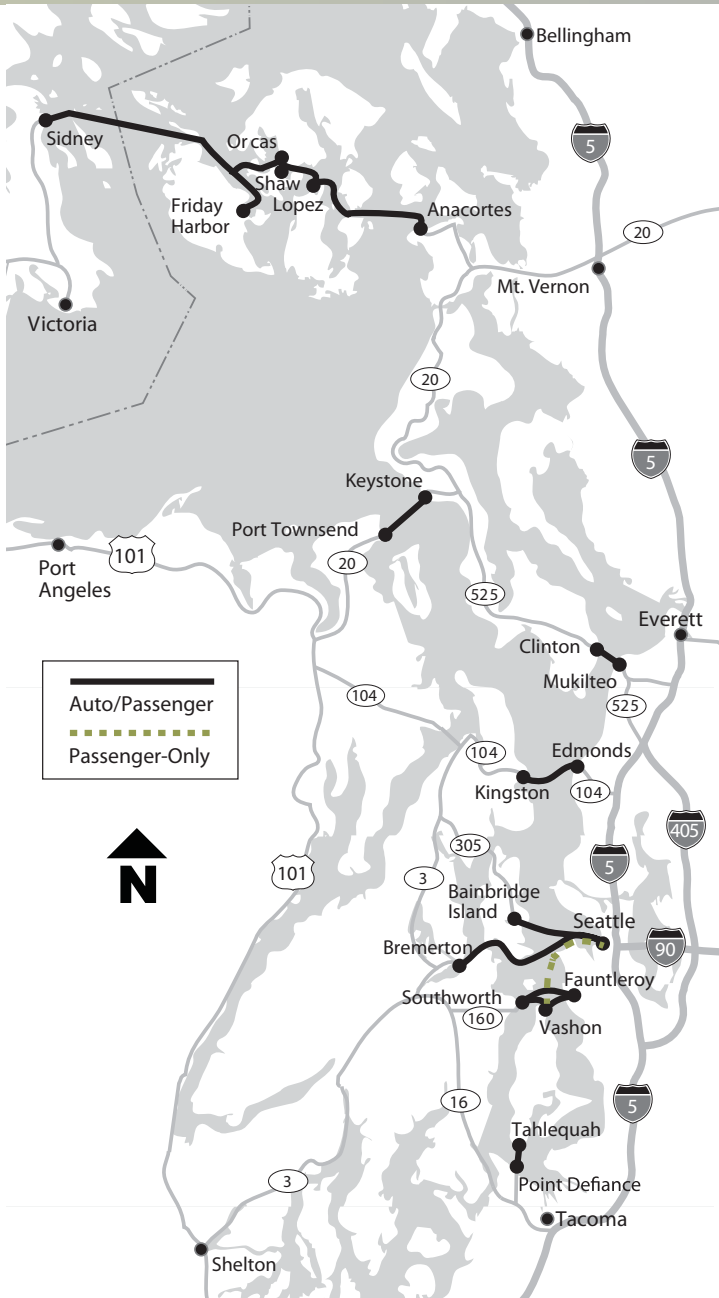 Bellingham
5
Sidney
Orcas
Shaw
Lopez
Friday
Harbor
Anacortes
20
Mt. Vernon
Victoria
20
5
Keystone
Port Townsend
101
Port
Angeles
20
525
Everett
Clinton
Mukilteo
Auto/Passenger
Passenger-Only
104
525
104
Edmonds
Kingston
104
405
N
101
305
3
5
Bainbridge
Island
Seattle
90
Bremerton
Fauntleroy
Southworth
160
Vashon
16
5
Tahlequah
Point Defiance
3
Tacoma
Shelton